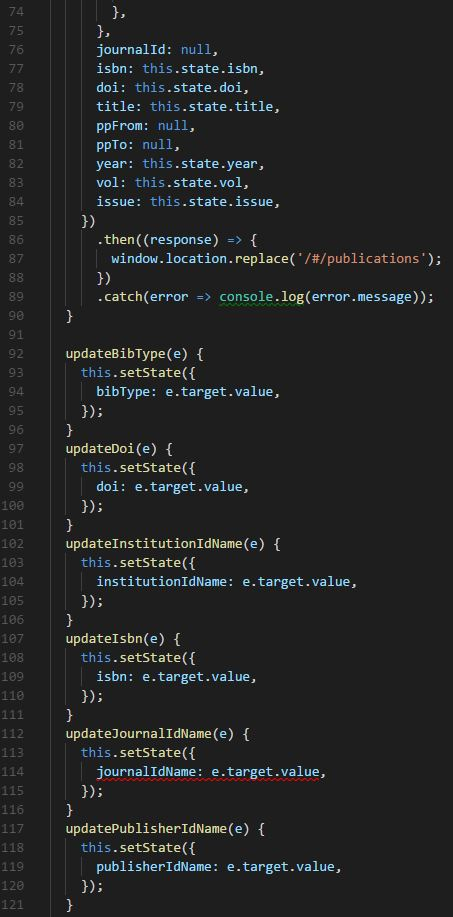 74 },
75 },
76 journalId: null,
77 isbn: this.state.isbn,
78 doi: this.state.doi,
79 title: this.state.title,
80 ppFrom: null,
81 ppTo: null,
82 year: this.state.year,
83 vol: this.state.vol,
84 issue: this.state.issue,
85 })
86 .then((response) => {
87 window.location.replace('/#/publications');
88 })
89 .catch(error => console.log(error.message));
90 }
91
92 updateBibType(e) {
93 this.setState({
94 bibType: e.target.value,
95 });
96 }
97 updateDoi(e) {
98 this.setState({
99 doi: e.target.value,
100 });
101 }
102 updateInstitutionIdName(e) {
103 this.setState({
104 institutionIdName: e.target.value,
105 });
106 }
107 updateIsbn(e) {
108 this.setState({
109 isbn: e.target.value,
110 });
111 }
112 updateJournalIdName(e) {
113 this.setState({
114 journalIdName: e.target.value,
115 });
116 }
117 updatePublisherIdName(e) {
118 this.setState({
119 publisherIdName: e.target.value,
120 });
121 }